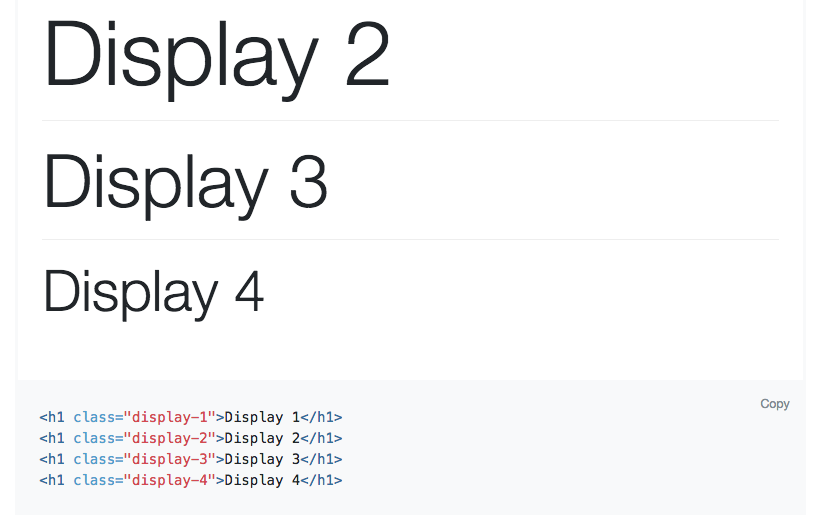 Display 2
Display 3
Display 4
Copy
<h1 class="display-1">Display 1</h1>
<h1 class="display-2">Display 2</h1>
<h1 class="display-3">Display 3</h1>
<h1 class="display-4">Display 4</h1>